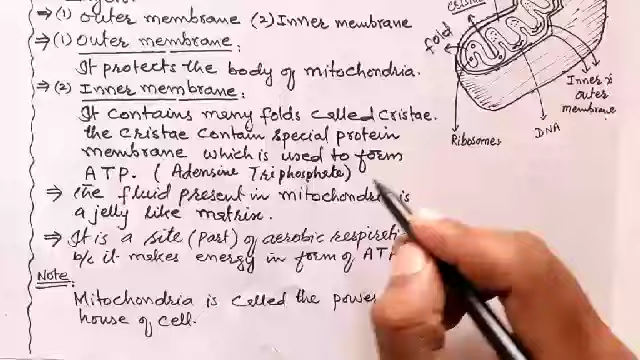 ⇒ (1) Outer membrane (2) Inner membrane
⇒ (1) Outer membrane:
It protects the body of mitochondria.
⇒ (2) Inner membrane:
It contains many folds called Cristae.
the Cristae contain special protein
membrane which is used to form
ATP. (Adensine Triphosphate)
⇒ The fluid present in mitochondria is
a jelly like matrix.
⇒ It is a site (Part) of aerobic respirati
b/c it makes energy in form of ATP
Note
Mitochondria is called the power
house of cell.
fold
Ribosomes
DNA
Inner &
outer
membrane